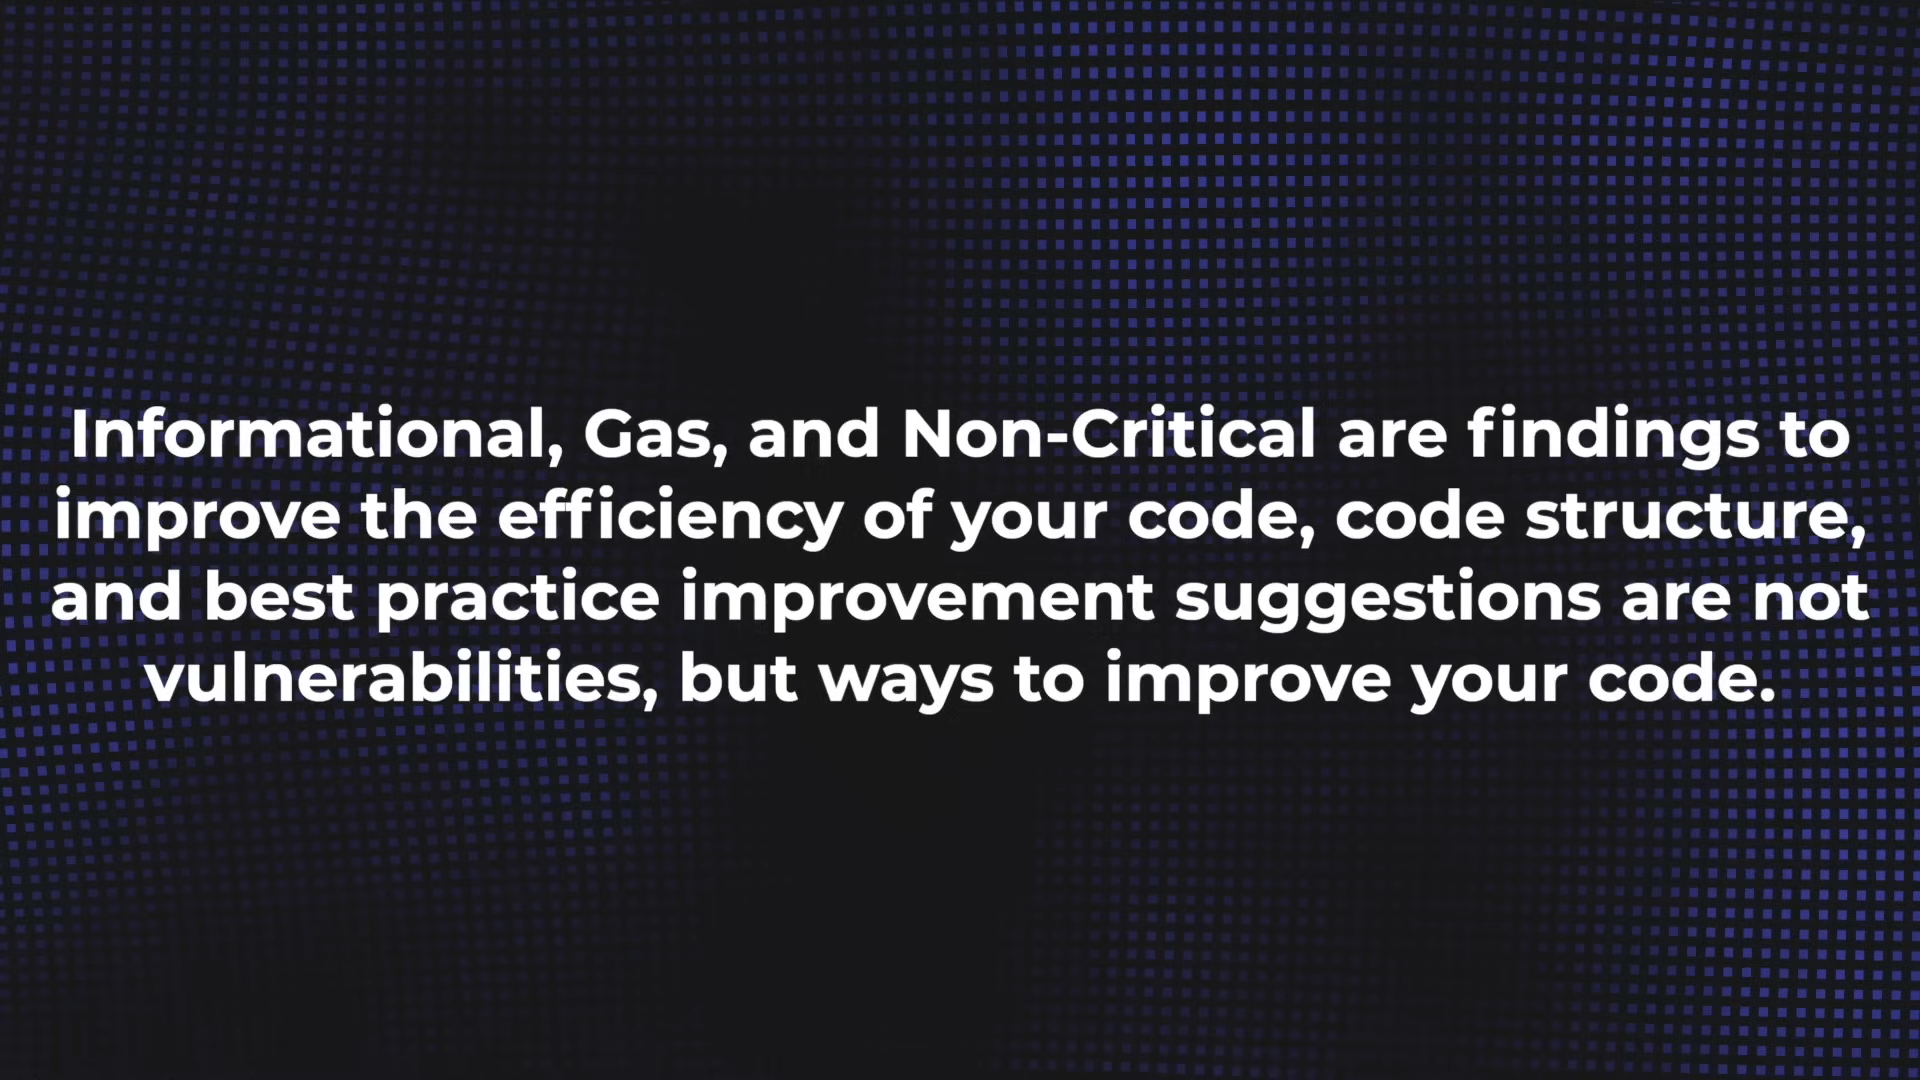 Informational, Gas, and Non-Critical are findings to
improve the efficiency of your code, code structure,
and best practice improvement suggestions are not
vulnerabilities, but ways to improve your code.